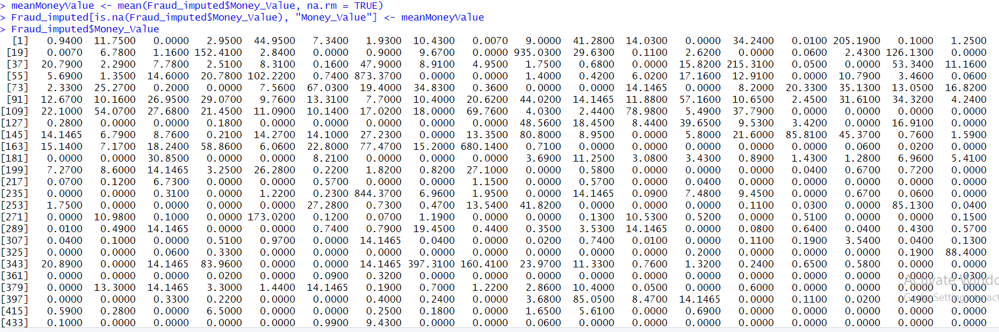 > meanMoneyValue <- mean(Fraud_imputed$Money_Value, na.rm = TRUE)
> Fraud_imputed[is.na(Fraud_imputed$Money_Value), "Money_Value"] <- meanMoneyValue
> Fraud_imputed$Money_Value
[1] 0.9400 11.7500 0.0000 2.9500 44.9500 7.3400 1.9300 10.4300 0.0070 9.0000 41.2800 14.0300 0.0000 34.2400 0.0100 205.1900 0.1000 1.2500
[19] 0.0070 6.7800 1.1600 152.4100 2.8400 0.0000 0.9000 9.6700 0.0000 935.0300 29.6300 0.1100 2.6200 0.0000 0.0600 2.4300 126.1300 0.0000
[37] 20.7900 2.2900 7.7800 2.5100 8.3100 0.1600 47.9000 8.9100 4.9500 1.7500 0.6800 0.0000 15.8200 215.3100 0.0500 0.0000 53.3400 11.1600
[55] 5.6900 1.3500 14.6000 20.7800 102.2200 0.7400 873.3700 0.0000 0.0000 1.4000 0.4200 6.0200 17.1600 12.9100 0.0000 10.7900 3.4600 0.0600
[73] 2.3300 25.2700 0.2000 0.0000 7.5600 67.0300 19.4000 34.8300 0.3600 0.0000 0.0000 14.1465 0.0000 8.2000 20.3300 35.1300 13.0500 16.8200
[91] 12.6700 10.1600 26.9500 29.0700 9.7600 13.3100 7.7000 10.4000 20.6200 44.0200 14.1465 11.8800 57.1600 10.6500 2.4500 31.6100 34.3200 4.2400
[109] 22.1000 54.0700 27.6800 21.4500 11.0900 10.1400 17.0200 18.0000 69.7600 4.0300 2.4400 78.9800 5.4900 37.7900 0.0000 0.0000 0.0000 0.0000
[127] 0.2800 0.0000 0.0000 0.1800 0.0000 0.0000 0.0000 0.0000 0.0000 48.5600 18.4500 8.4400 39.6500 9.5300 3.4200 0.0000 16.9100 0.0000
[145] 14.1465 6.7900 8.7600 0.2100 14.2700 14.1000 27.2300 0.0000 13.3500 80.8000 8.9500 0.0000 5.8000 21.6000 85.8100 45.3700 0.7600 1.5900
[163] 15.1400 7.1700 18.2400 58.8600 6.0600 22.8000 77.4700 15.2000 680.1400 0.7100 0.0000 0.0000 0.0000 0.0000 0.0000 0.0600 0.0200 0.0000
[181] 0.0000 0.0000 30.8500 0.0000 0.0000 8.2100 0.0000 0.0000 0.0000 3.6900 11.2500 3.0800 3.4300 0.8900 1.4300 1.2800 6.9600 5.4100
[199] 7.2700 8.6000 14.1465 3.2500 26.2800 0.2200 1.8200 0.8200 27.1000 0.0000 0.5800 0.0000 0.0000 0.0000 0.0400 0.6700 0.7200 0.0000
[217] 0.0700 0.1200 6.7300 0.0000 0.0000 0.5700 0.0000 0.0000 1.1500 0.0000 0.5700 0.0000 0.0400 0.0000 0.0000 0.0000 0.0000 0.0000
[235] 0.0000 0.0000 0.3100 0.0000 1.2200 0.2300 844.3700 6.9600 1.9500 0.0000 14.1465 0.0900 7.4800 9.4500 0.0000 0.6700 0.0600 0.0000
[253] 1.7500 0.0000 0.0000 0.0000 0.0000 27.2800 0.7300 0.4700 13.5400 41.8200 0.0000 0.0000 0.0000 0.1100 0.0300 0.0000 85.1300 0.0400
[271] 0.0000 10.9800 0.1000 0.0000 173.0200 0.1200 0.0700 1.1900 0.0000 0.0000 0.1300 10.5300 0.5200 0.0000 0.5100 0.0000 0.0000 0.1500
[289] 0.0100 0.4900 14.1465 0.0000 0.0000 0.7400 0.7900 19.4500 0.4400 0.3500 3.5300 14.1465 0.0000 0.0800 0.6400 0.0400 0.4300 0.5700
[307] 0.0400 0.1000 0.0000 0.5100 0.9700 0.0000 14.1465 0.0400 0.0000 0.0200 0.7400 0.0100 0.0000 0.1100 0.1900 3.5400 0.0400 0.1300
[325] 0.0000 0.0000 0.0600 0.3300 0.0000 0.0000 0.0000 0.0000 0.0000 0.0000 0.0000 0.0000 0.2000 0.0000 0.0000 0.0000 0.1900 88.4000
[343] 20.8900 0.0000 14.1465 83.9600 0.0000 0.0000 14.1465 397.3100 160.4100 23.9700 11.3300 0.7600 1.3200 0.2400 0.6500 0.5800 0.0000 0.0000
[361] 0.0000 0.0000 0.0000 0.0200 0.0000 0.0900 0.3200 0.0000 0.0000 0.0000 0.0000 0.0000 0.0000 0.0000 0.0000 0.0000 0.0000 0.0300
[379] 0.0000 13.3000 14.1465 3.3000 1.4400 14.1465 0.1900 0.7000 1.2200 2.8600 10.4000 0.0500 0.0000 0.6000 0.0000 0.0000 0.0000 0.0000
Activate Windo
[397] 0.0000 0.0000 0.3300 0.2200 0.0000 0.0000 0.4000 0.2400 0.0000 3.6800 85.0500 8.4700 14.1465 0.0000 0.1100 0.0200 0.4900 0.0000
Go to Settings to act
[415] 0.5900 0.2800 0.0000 6.5000 0.0000 0.0000 0.2500 0.1800 0.0000 1.6500 5.6100 0.0000 0.6900 0.0000 0.0000 0.0000 0.0000 0.0000
[433] 0.1000 0.0000 0.0000 0.0000 0.0000 0.9900 9.4300 0.0000 0.0000 0.0600 0.0000 0.0000 0.0000 0.0000 0.0000 0.0000 0.0000 0.0000